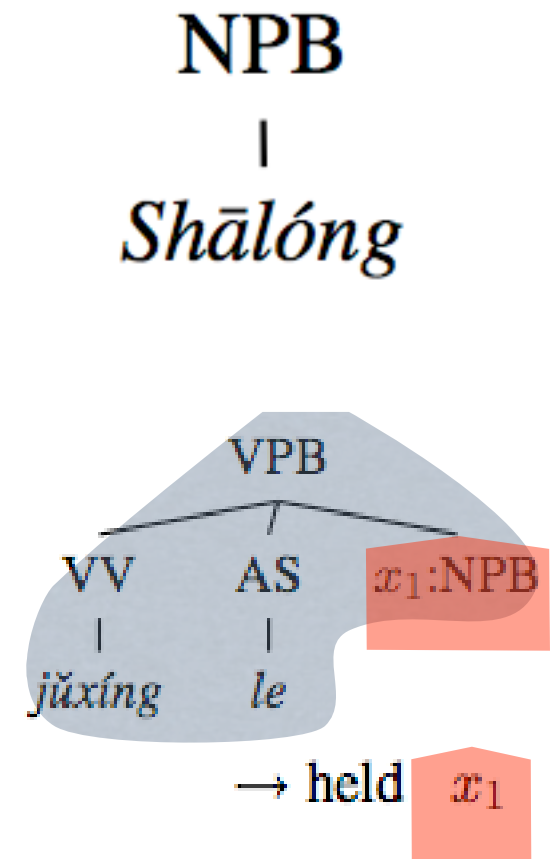 NPB
Shālóng
VPB
VV AS x₁:NPB
jǔxíng le
→ held x₁